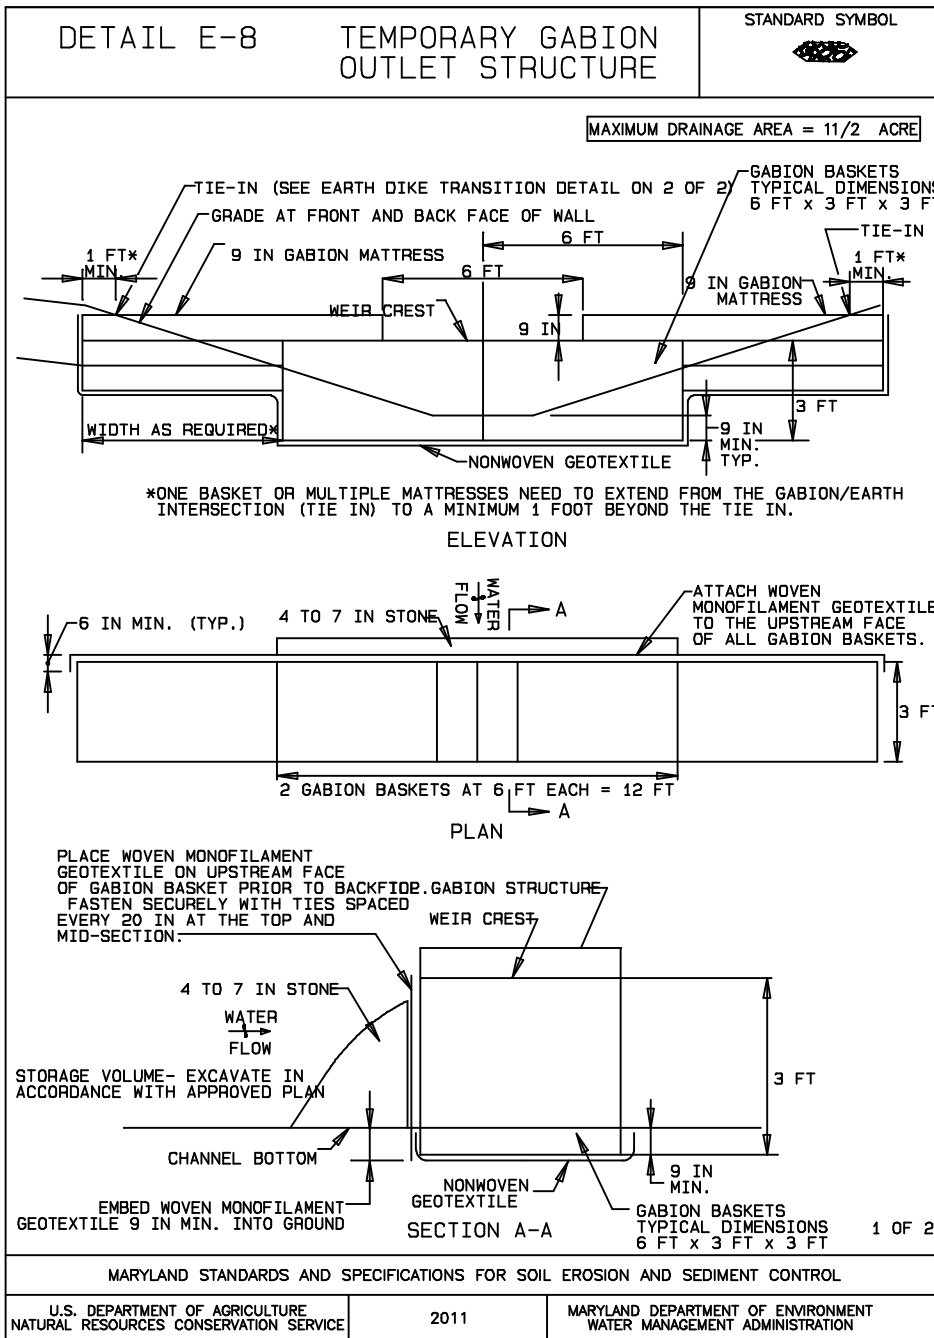 DETAIL E-8
TEMPORARY GABION
OUTLET STRUCTURE
STANDARD SYMBOL
MAXIMUM DRAINAGE AREA = 11/2 ACRE
TIE-IN (SEE EARTH DIKE TRANSITION DETAIL ON 2 OF 2)
GABION BASKETS
TYPICAL DIMENSIONS
6 FT x 3 FT x 3 FT
GRADE AT FRONT AND BACK FACE OF WALL
TIE-IN
1 FT*
MIN.
9 IN GABION MATTRESS
6 FT
6 FT
1 FT*
MIN.
9 IN GABION
MATTRESS
WEIR CREST
9 IN
3 FT
WIDTH AS REQUIRED*
9 IN
MIN.
TYP.
NONWOVEN GEOTEXTILE
*ONE BASKET OR MULTIPLE MATTRESSES NEED TO EXTEND FROM THE GABION/EARTH
INTERSECTION (TIE IN) TO A MINIMUM 1 FOOT BEYOND THE TIE IN.
ELEVATION
WATER
FLOW
A
ATTACH WOVEN
MONOFILAMENT GEOTEXTILE
TO THE UPSTREAM FACE
OF ALL GABION BASKETS.
6 IN MIN. (TYP.)
4 TO 7 IN STONE
3 FT
2 GABION BASKETS AT 6 FT EACH = 12 FT
A
PLAN
PLACE WOVEN MONOFILAMENT
GEOTEXTILE ON UPSTREAM FACE
OF GABION BASKET PRIOR TO BACKFIOP.GABION STRUCTURE
FASTEN SECURELY WITH TIES SPACED
EVERY 20 IN AT THE TOP AND
MID-SECTION.
WEIR CREST
4 TO 7 IN STONE
WATER
FLOW
STORAGE VOLUME- EXCAVATE IN
ACCORDANCE WITH APPROVED PLAN
3 FT
CHANNEL BOTTOM
9 IN
MIN.
NONWOVEN
GEOTEXTILE
EMBED WOVEN MONOFILAMENT
GEOTEXTILE 9 IN MIN. INTO GROUND
SECTION A-A
GABION BASKETS
TYPICAL DIMENSIONS
6 FT x 3 FT x 3 FT
1 OF 2
MARYLAND STANDARDS AND SPECIFICATIONS FOR SOIL EROSION AND SEDIMENT CONTROL
U.S. DEPARTMENT OF AGRICULTURE
NATURAL RESOURCES CONSERVATION SERVICE
2011
MARYLAND DEPARTMENT OF ENVIRONMENT
WATER MANAGEMENT ADMINISTRATION